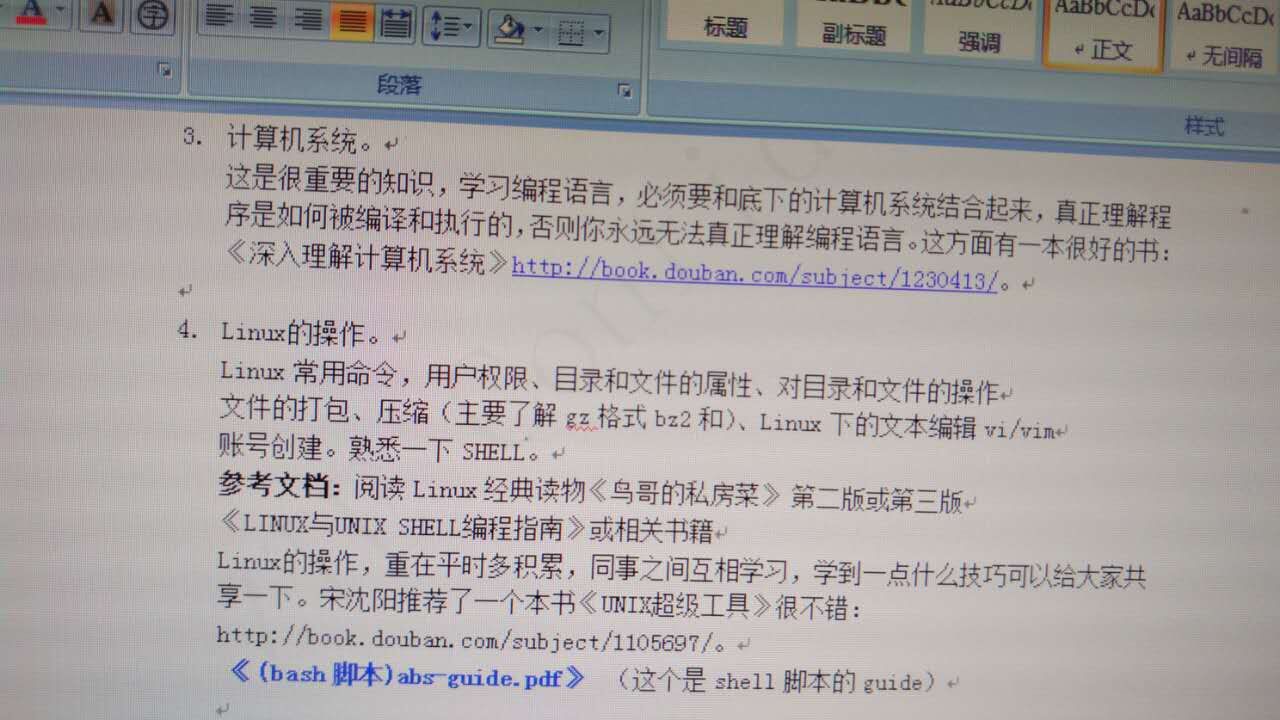 A A 字
标题 副标题 强调 AaBbCcDc ↵ 正文 AaBbCcDc ↵ 无间隔
段落 样式
3. 计算机系统。↵
这是很重要的知识，学习编程语言，必须要和底下的计算机系统结合起来，真正理解程
序是如何被编译和执行的，否则你永远无法真正理解编程语言。这方面有一本很好的书：
《深入理解计算机系统》http://book.douban.com/subject/1230413/。↵
↵
4. Linux的操作。↵
Linux 常用命令，用户权限、目录和文件的属性、对目录和文件的操作↵
文件的打包、压缩（主要了解 gz 格式 bz2 和）、Linux 下的文本编辑 vi/vim↵
账号创建。熟悉一下 SHELL。↵
参考文档：阅读 Linux 经典读物《鸟哥的私房菜》第二版或第三版↵
《LINUX与UNIX SHELL编程指南》或相关书籍↵
Linux的操作，重在平时多积累，同事之间互相学习，学到一点什么技巧可以给大家共
享一下。宋沈阳推荐了一个本书《UNIX超级工具》很不错：
http://book.douban.com/subject/1105697/。↵
《(bash 脚本)abs-guide.pdf》（这个是 shell 脚本的 guide）↵
↵